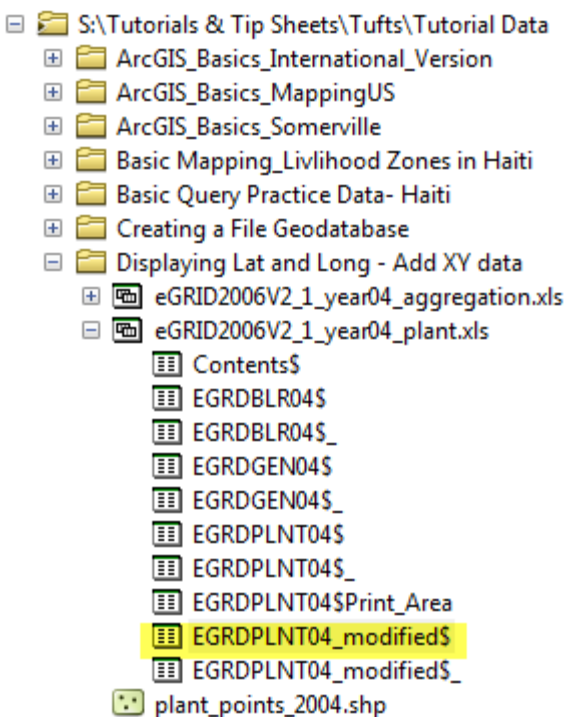 S:\Tutorials & Tip Sheets\Tufts\Tutorial Data
ArcGIS_Basics_International_Version
ArcGIS_Basics_MappingUS
ArcGIS_Basics_Somerville
Basic Mapping_Livlihood Zones in Haiti
Basic Query Practice Data- Haiti
Creating a File Geodatabase
Displaying Lat and Long - Add XY data
eGRID2006V2_1_year04_aggregation.xls
eGRID2006V2_1_year04_plant.xls
Contents$
EGRDBLR04$
EGRDBLR04$_
EGRDGEN04$
EGRDGEN04$_
EGRDPLNT04$
EGRDPLNT04$_
EGRDPLNT04$Print_Area
EGRDPLNT04_modified$
EGRDPLNT04_modified$_
plant_points_2004.shp